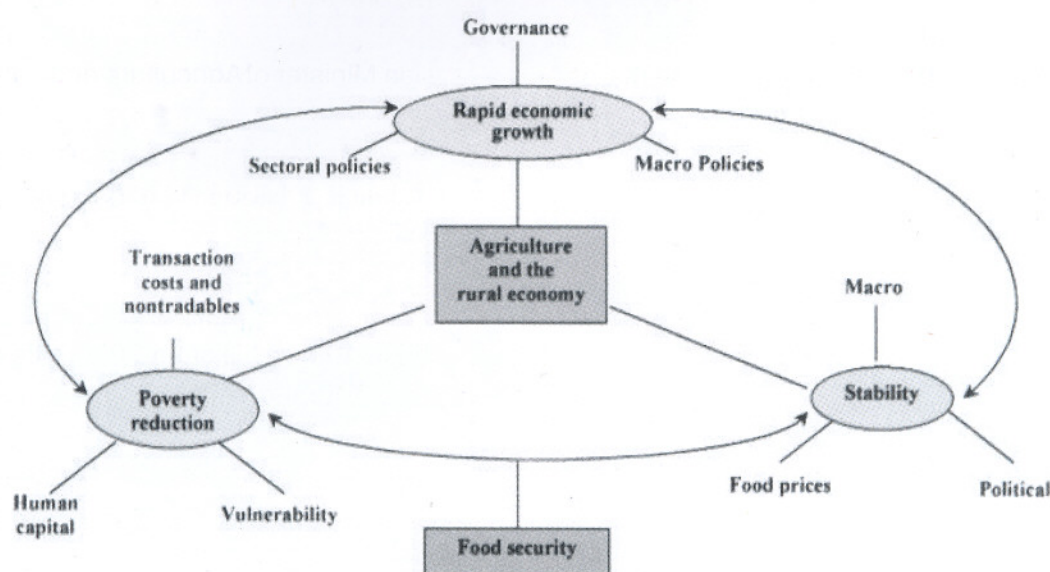 Governance
Rapid economic
growth
Sectoral policies
Macro Policies
Agriculture
and the
rural economy
Transaction
costs and
nontradables
Macro
Poverty
reduction
Stability
Human
capital
Vulnerability
Food prices
Political
Food security